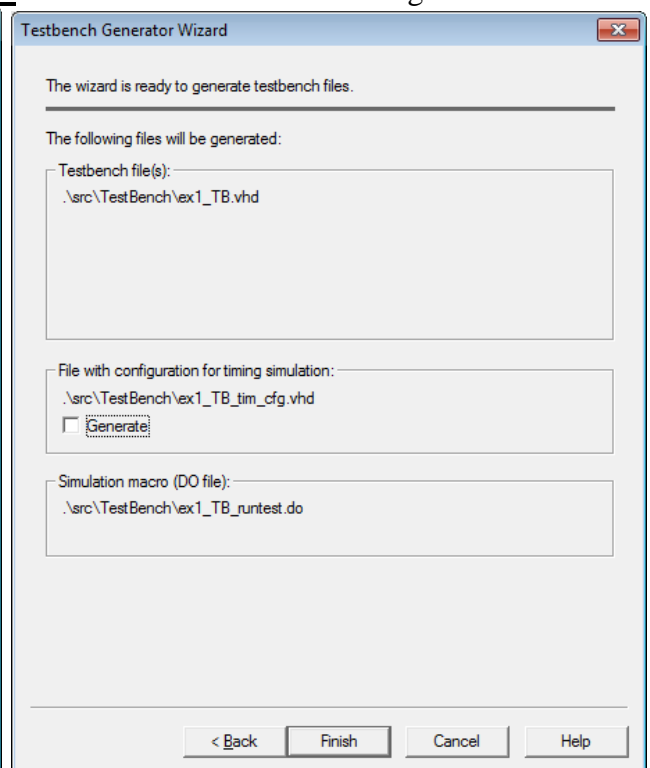 Testbench Generator Wizard
The wizard is ready to generate testbench files.
The following files will be generated:
Testbench file(s):
.\src\TestBench\ex1_TB.vhd
File with configuration for timing simulation:
.\src\TestBench\ex1_TB_tim_cfg.vhd
Generate
Simulation macro (DO file):
.\src\TestBench\ex1_TB_runtest.do
< Back Finish Cancel Help